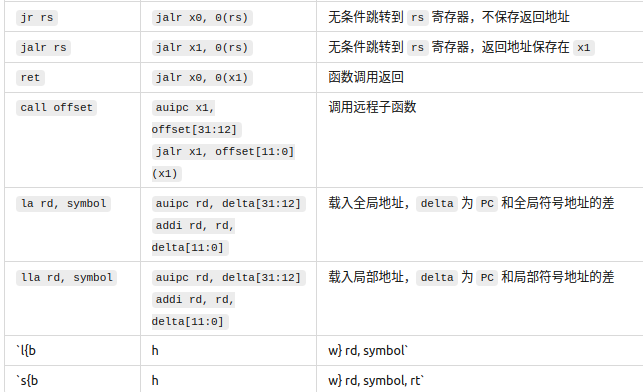 jr rs jalr x0, 0(rs) 无条件跳转到 rs 寄存器，不保存返回地址
jalr rs jalr x1, 0(rs) 无条件跳转到 rs 寄存器，返回地址保存在 x1
ret jalr x0, 0(x1) 函数调用返回
call offset auipc x1, 调用远程子函数
offset[31:12]
jalr x1, offset[11:0]
(x1)
la rd, symbol auipc rd, delta[31:12] 载入全局地址，delta 为 PC 和全局符号地址的差
addi rd, rd,
delta[11:0]
lla rd, symbol auipc rd, delta[31:12] 载入局部地址，delta 为 PC 和局部符号地址的差
addi rd, rd,
delta[11:0]
`l{b h w} rd, symbol`
`s{b h w} rd, symbol, rt`